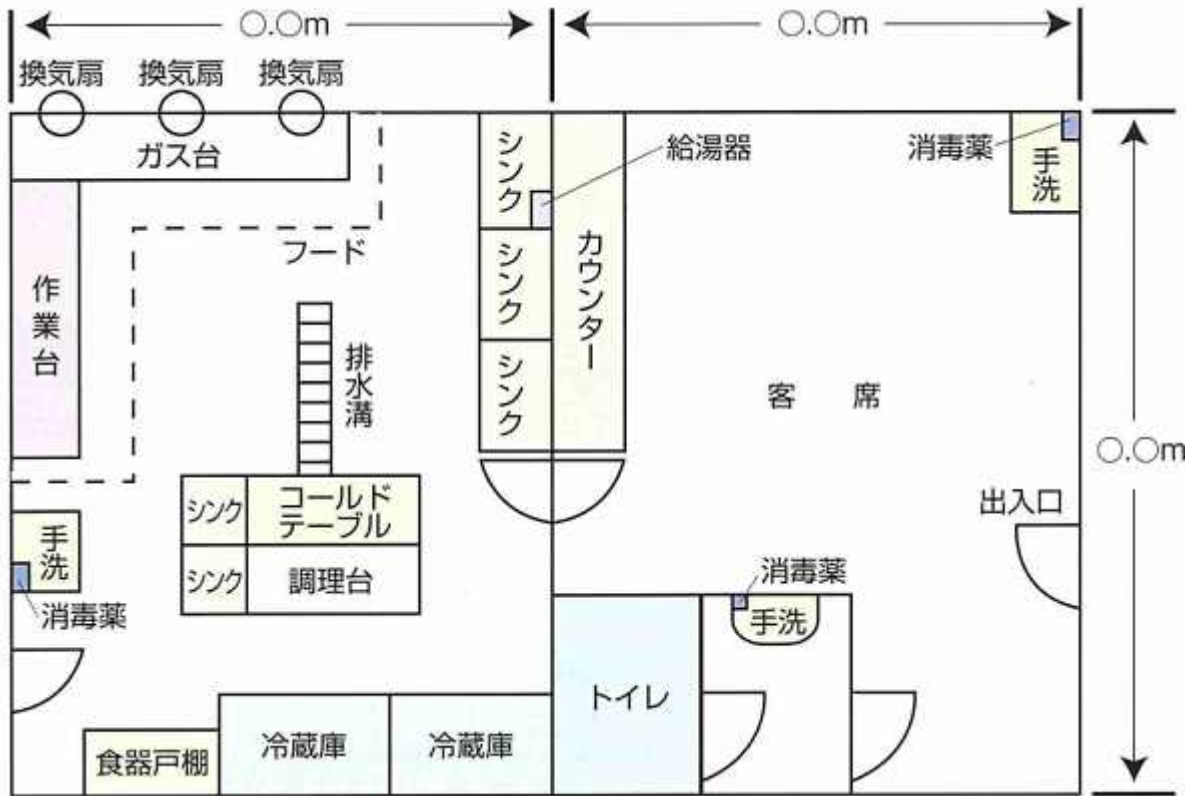 ○.○m
○.○m
換気扇
換気扇
換気扇
ガス台
シンク
給湯器
消毒薬
手洗
フード
作業台
シンク
カウンター
排水溝
シンク
客　席
○.○m
シンク
コールド
テーブル
出入口
手洗
シンク
調理台
消毒薬
消毒薬
手洗
トイレ
冷蔵庫
冷蔵庫
食器戸棚